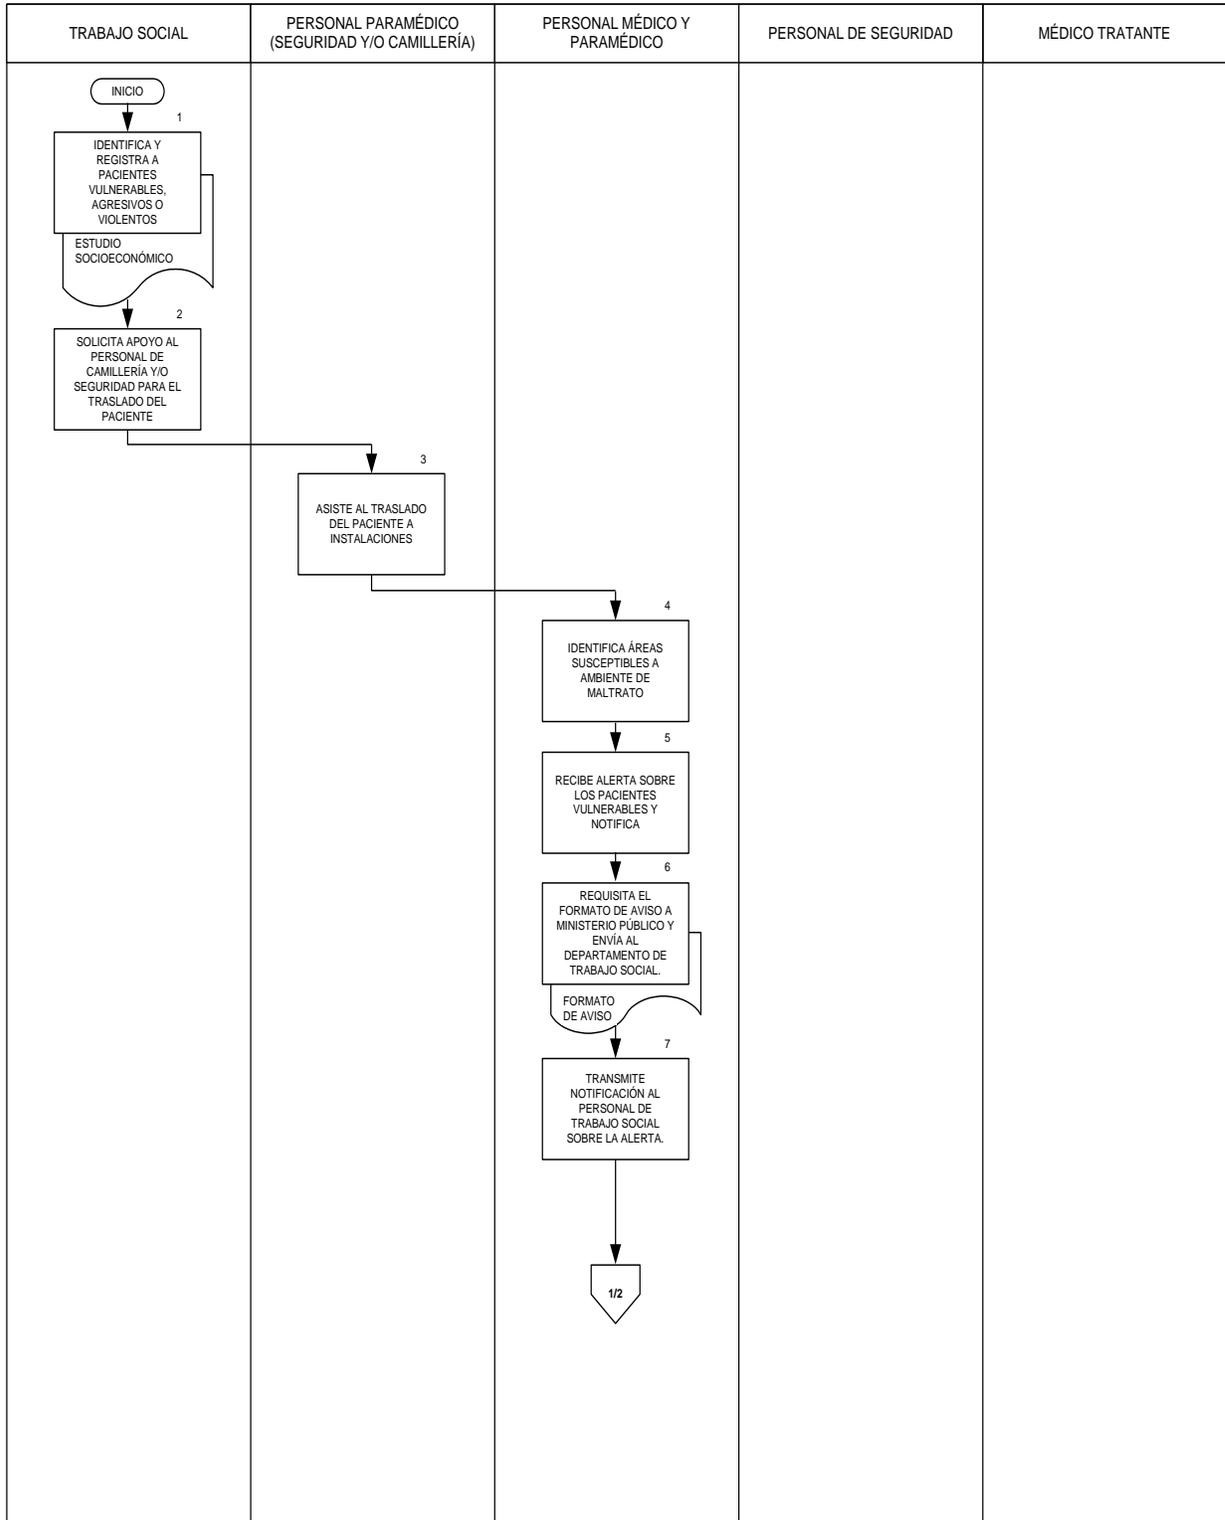 TRABAJO SOCIAL
PERSONAL PARAMÉDICO
(SEGURIDAD Y/O CAMILLERÍA)
PERSONAL MÉDICO Y
PARAMÉDICO
PERSONAL DE SEGURIDAD
MÉDICO TRATANTE
INICIO
1
IDENTIFICA Y
REGISTRA A
PACIENTES
VULNERABLES,
AGRESIVOS O
VIOLENTOS
ESTUDIO
SOCIOECONÓMICO
2
SOLICITA APOYO AL
PERSONAL DE
CAMILLERÍA Y/O
SEGURIDAD PARA EL
TRASLADO DEL
PACIENTE
3
ASISTE AL TRASLADO
DEL PACIENTE A
INSTALACIONES
4
IDENTIFICA ÁREAS
SUSCEPTIBLES A
AMBIENTE DE
MALTRATO
5
RECIBE ALERTA SOBRE
LOS PACIENTES
VULNERABLES Y
NOTIFICA
6
REQUISITA EL
FORMATO DE AVISO A
MINISTERIO PÚBLICO Y
ENVÍA AL
DEPARTAMENTO DE
TRABAJO SOCIAL.
FORMATO
DE AVISO
7
TRANSMITE
NOTIFICACIÓN AL
PERSONAL DE
TRABAJO SOCIAL
SOBRE LA ALERTA.
1/2